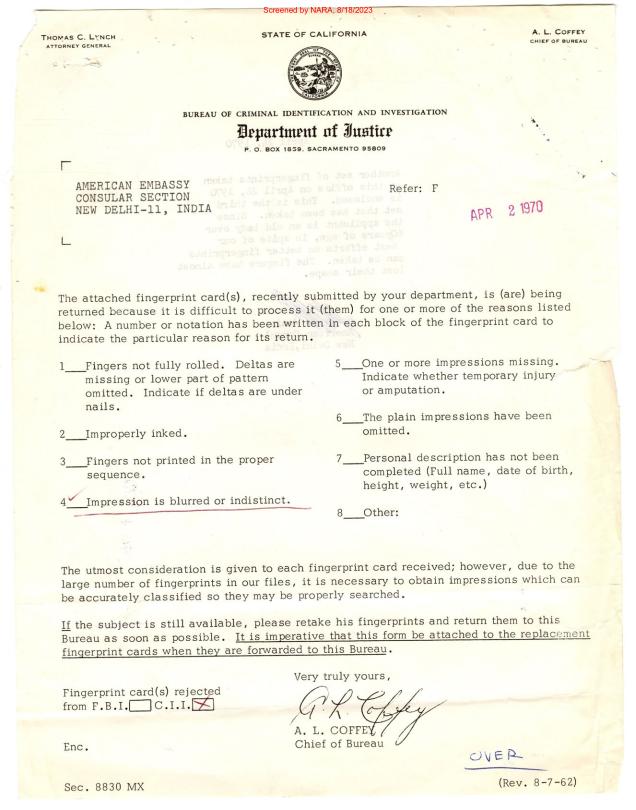 Screened by NARA, 8/18/2023
THOMAS C. LYNCH
ATTORNEY GENERAL
STATE OF CALIFORNIA
A. L. COFFEY
CHIEF OF BUREAU
BUREAU OF CRIMINAL IDENTIFICATION AND INVESTIGATION
Department of Justice
P. O. BOX 1859, SACRAMENTO 95809
AMERICAN EMBASSY
CONSULAR SECTION
NEW DELHI-11, INDIA
Refer: F
APR 2 1970
The attached fingerprint card(s), recently submitted by your department, is (are) being
returned because it is difficult to process it (them) for one or more of the reasons listed
below: A number or notation has been written in each block of the fingerprint card to
indicate the particular reason for its return.
1___Fingers not fully rolled. Deltas are
missing or lower part of pattern
omitted. Indicate if deltas are under
nails.
2___Improperly inked.
3___Fingers not printed in the proper
sequence.
4✓___Impression is blurred or indistinct.
5___One or more impressions missing.
Indicate whether temporary injury
or amputation.
6___The plain impressions have been
omitted.
7___Personal description has not been
completed (Full name, date of birth,
height, weight, etc.)
8___Other:
The utmost consideration is given to each fingerprint card received; however, due to the
large number of fingerprints in our files, it is necessary to obtain impressions which can
be accurately classified so they may be properly searched.
If the subject is still available, please retake his fingerprints and return them to this
Bureau as soon as possible. It is imperative that this form be attached to the replacement
fingerprint cards when they are forwarded to this Bureau.
Very truly yours,
Fingerprint card(s) rejected
from F.B.I.☐ C.I.I.☒
A. L. Coffey
A. L. COFFEY
Chief of Bureau
Enc.
OVER
Sec. 8830 MX
(Rev. 8-7-62)